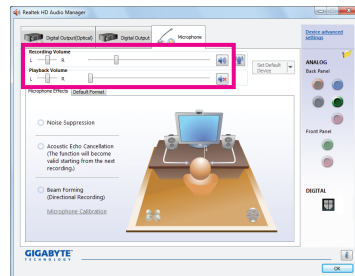 Realtek HD Audio Manager
Digital Output(Optical)
Digital Output
Microphone
Device advanced
settings
Recording Volume
L R
Set Default
Device
Playback Volume
L R
ANALOG
Back Panel
Microphone Effects
Default Format
Noise Suppression
Acoustic Echo Cancellation
(The function will become
valid starting from the next
recording.)
Front Panel
Beam Forming
(Directional Recording)
Microphone Calibration
DIGITAL
GIGABYTE™
TECHNOLOGY
i
OK